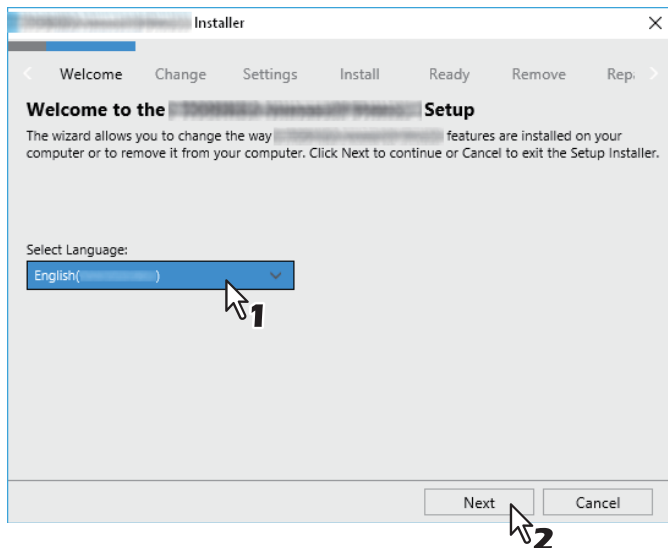 Installer
Welcome Change Settings Install Ready Remove Rep
Welcome to the Setup
The wizard allows you to change the way features are installed on your
computer or to remove it from your computer. Click Next to continue or Cancel to exit the Setup Installer.
Select Language:
English( )
1
Next Cancel
2